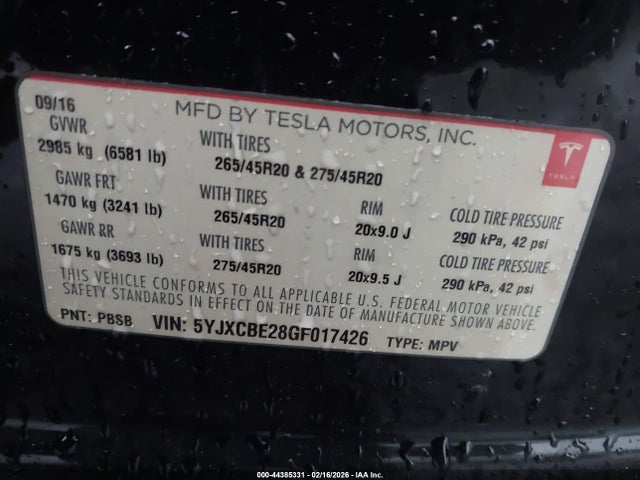 09/16 MFD BY TESLA MOTORS, INC.
GVWR WITH TIRES
2985 kg (6581 lb) 265/45R20 & 275/45R20
TESLA
GAWR FRT WITH TIRES RIM COLD TIRE PRESSURE
1470 kg (3241 lb) 265/45R20 20x9.0 J 290 kPa, 42 psi
GAWR RR WITH TIRES RIM COLD TIRE PRESSURE
1675 kg (3693 lb) 275/45R20 20x9.5 J 290 kPa, 42 psi
THIS VEHICLE CONFORMS TO ALL APPLICABLE U.S. FEDERAL MOTOR VEHICLE
SAFETY STANDARDS IN EFFECT ON THE DATE OF MANUFACTURE SHOWN ABOVE.
PNT: PBSB VIN: 5YJXCBE28GF017426 TYPE: MPV
000-44385331 - 02/16/2026 - IAA Inc.